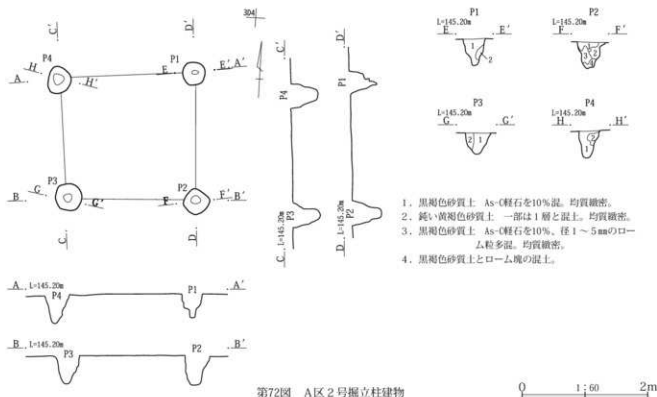 C′
D′
304
P4
P1
H
H′
E
E′
A′
A
P3
P2
G
G′
F
F′
B′
B
C
D
C′
D′
P4
P1
P3
P2
C
L=145.20m
D
L=145.20m
P1
L=145.20m
E
E′
1
2
P2
L=145.20m
F
F′
1
3
2
4
P3
L=145.20m
G
G′
2
1
P4
L=145.20m
H
H′
2
1
1．黒褐色砂質土 As-C軽石を10%混。均質緻密。
2．鈍い黄褐色砂質土 一部は1層と混土。均質緻密。
3．黒褐色砂質土 As-C軽石を10%、径1～5㎜のロー
ム粒多混。均質緻密。
4．黒褐色砂質土とローム塊の混土。
A
L=145.20m
A′
P4
P1
B
L=145.20m
B′
P3
P2
第72図 A区2号掘立柱建物
0
1:60
2m